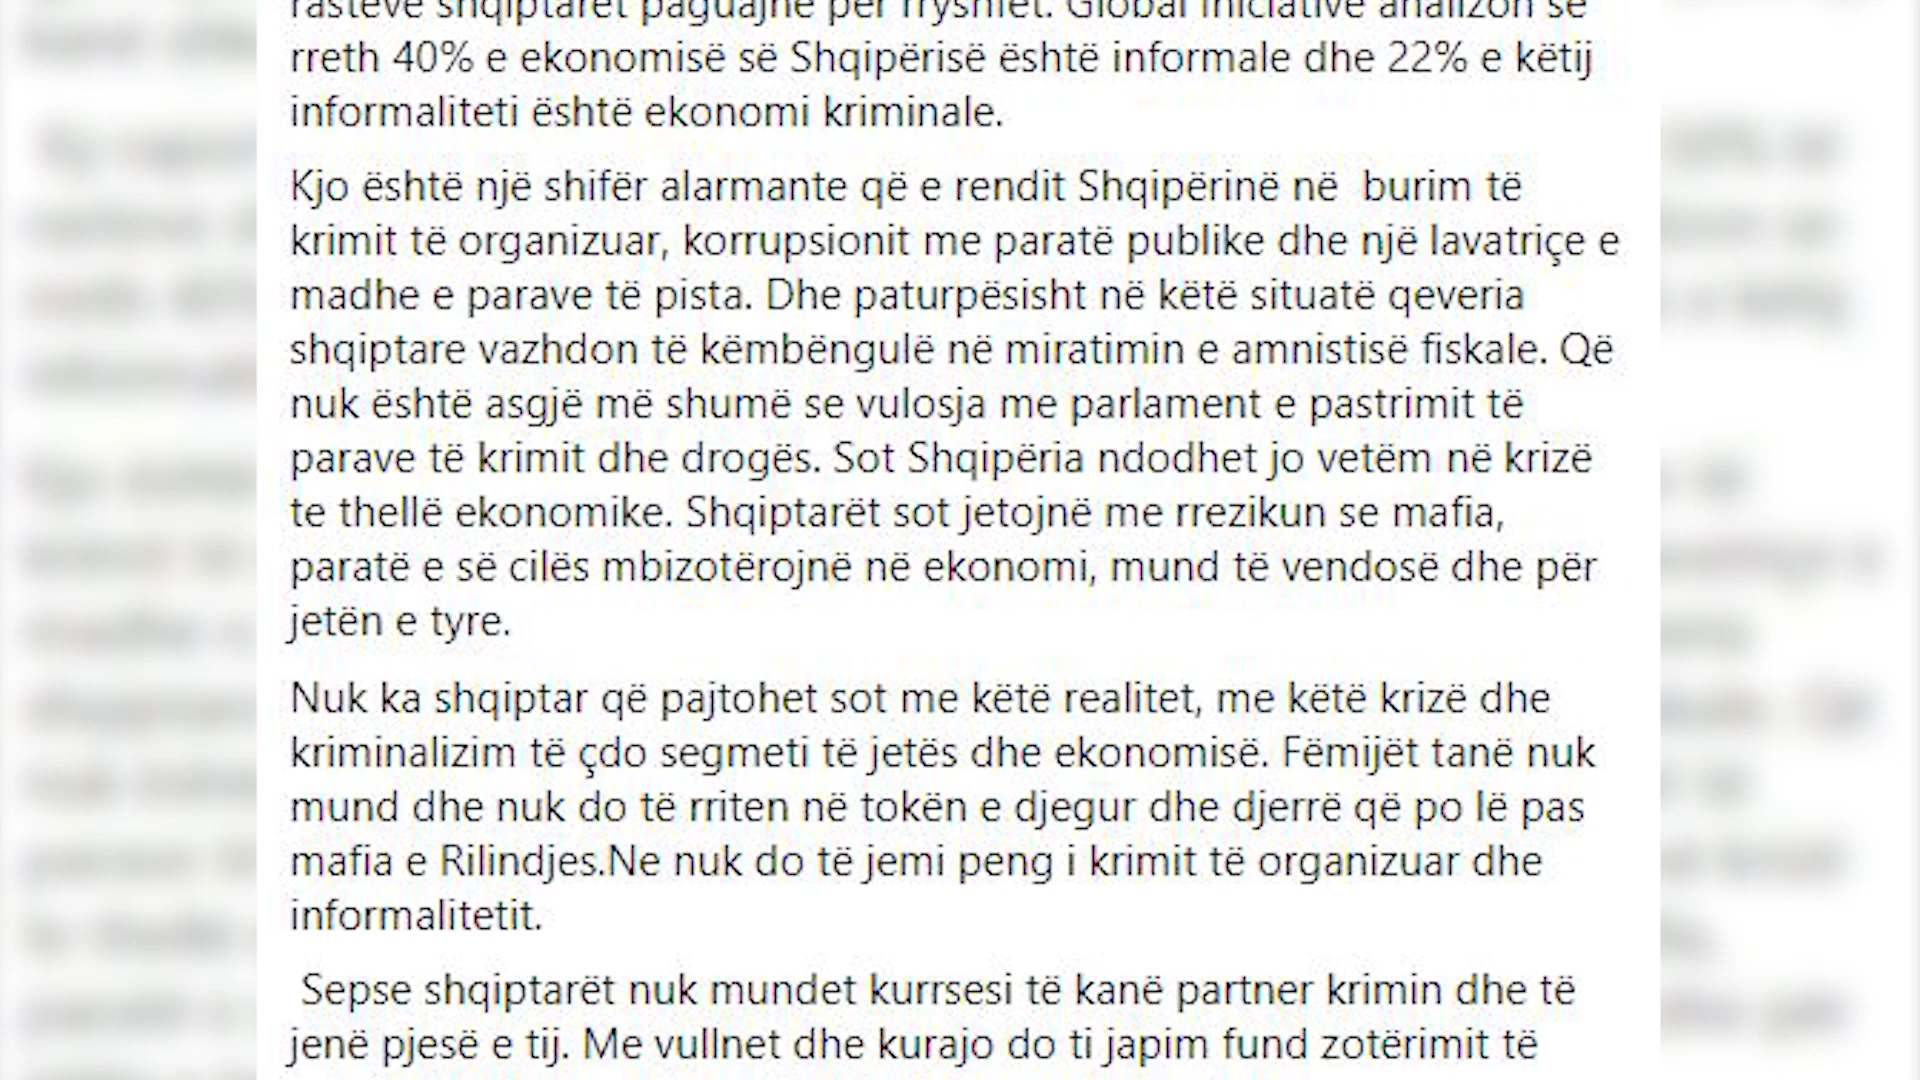 rasteve shqiptarët paguajnë për rryshfet. Global Iniciative analizon se
rreth 40% e ekonomisë së Shqipërisë është informale dhe 22% e këtij
informaliteti është ekonomi kriminale.
Kjo është një shifër alarmante që e rendit Shqipërinë në  burim të
krimit të organizuar, korrupsionit me paratë publike dhe një lavatriçe e
madhe e parave të pista. Dhe paturpësisht në këtë situatë qeveria
shqiptare vazhdon të këmbëngulë në miratimin e amnistisë fiskale. Që
nuk është asgjë më shumë se vulosja me parlament e pastrimit të
parave të krimit dhe drogës. Sot Shqipëria ndodhet jo vetëm në krizë
te thellë ekonomike. Shqiptarët sot jetojnë me rrezikun se mafia,
paratë e së cilës mbizotërojnë në ekonomi, mund të vendosë dhe për
jetën e tyre.
Nuk ka shqiptar që pajtohet sot me këtë realitet, me këtë krizë dhe
kriminalizim të çdo segmeti të jetës dhe ekonomisë. Fëmijët tanë nuk
mund dhe nuk do të rriten në tokën e djegur dhe djerrë që po lë pas
mafia e Rilindjes.Ne nuk do të jemi peng i krimit të organizuar dhe
informalitetit.
Sepse shqiptarët nuk mundet kurrsesi të kanë partner krimin dhe të
jenë pjesë e tij. Me vullnet dhe kurajo do ti japim fund zotërimit të